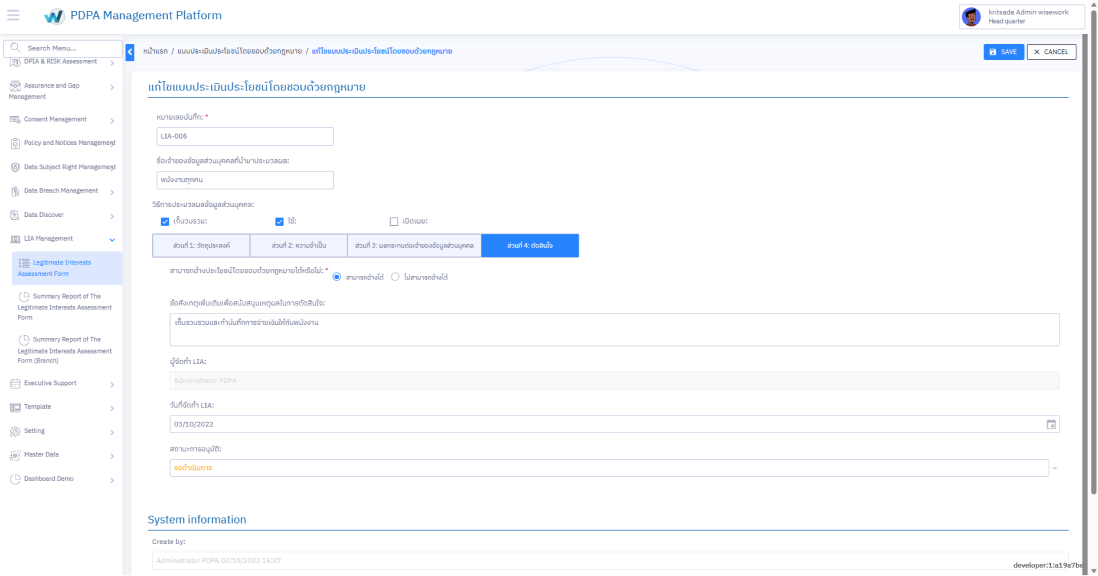 PDPA Management Platform
kritsada Admin wisework
Head quarter
Search Menu...
หน้าแรก / แบบประเมินประโยชน์โดยชอบด้วยกฎหมาย / แก้ไขแบบประเมินประโยชน์โดยชอบด้วยกฎหมาย
SAVE
CANCEL
DPIA & RISK Assessment
Assurance and Gap
Management
Consent Management
Policy and Notices Management
Data Subject Right Management
Data Breach Management
Data Discover
LIA Management
Legitimate Interests
Assessment Form
Summary Report of The
Legitimate Interests Assessment
Form
Summary Report of The
Legitimate Interests Assessment
Form (Branch)
Executive Support
Template
Setting
Master Data
Dashboard Demo
แก้ไขแบบประเมินประโยชน์โดยชอบด้วยกฎหมาย
หมายเลขบันทึก: *
LIA-006
ชื่อเจ้าของข้อมูลส่วนบุคคลที่นำมาประมวลผล:
พนังงานทุกคน
วิธีการประมวลผลข้อมูลส่วนบุคคล:
เก็บรวบรวม:
ใช้:
เปิดเผย:
ส่วนที่ 1: วัตถุประสงค์
ส่วนที่ 2: ความจำเป็น
ส่วนที่ 3: ผลกระทบต่อเจ้าของข้อมูลส่วนบุคคล
ส่วนที่ 4: ตัดสินใจ
สามารถอ้างประโยชน์โดยชอบด้วยกฎหมายได้หรือไม่: *
สามารถอ้างได้
ไม่สามารถอ้างได้
ข้อสังเกตเพิ่มเติมเพื่อสนับสนุนเหตุผลในการตัดสินใจ:
เก็บรวบรวมและทำบันทึกการจ่ายเงินให้กับพนังงาน
ผู้จัดทำ LIA:
Administrator PDPA
วันที่จัดทำ LIA:
03/10/2022
สถานะการอนุมัติ:
รอดำเนินการ
System information
Create by:
Administrator PDPA 03/10/2022 15:37
developer:1:a19a7be